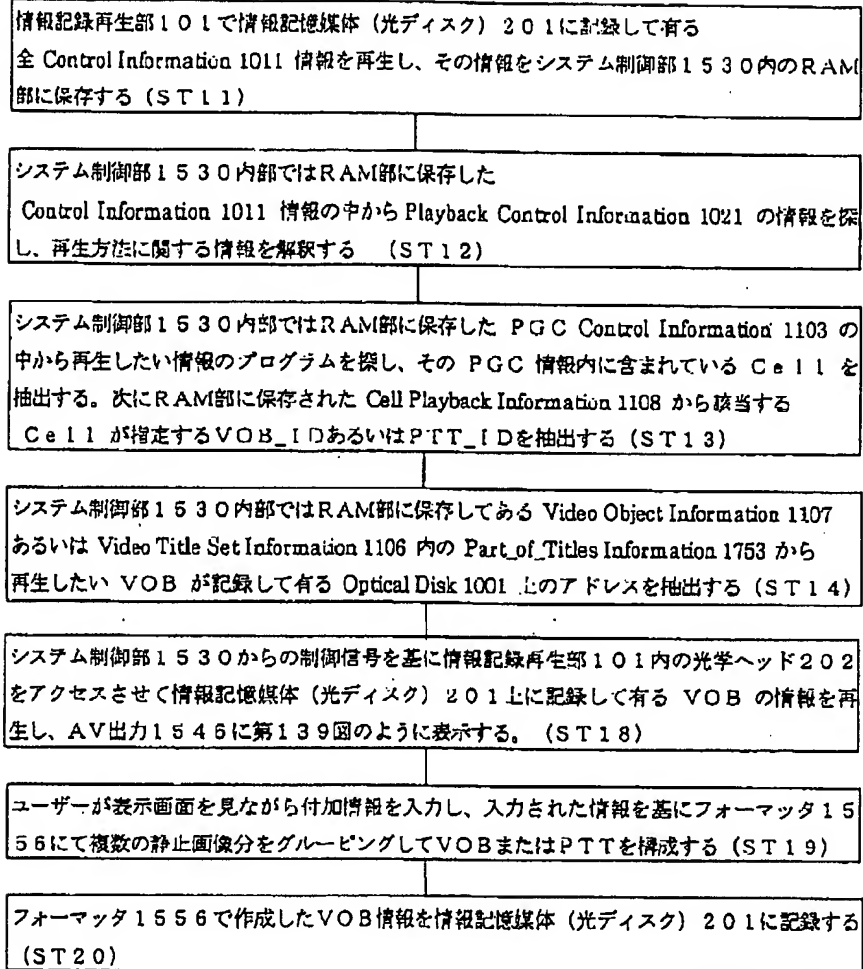 情報記録再生部101で情報記憶媒体（光ディスク）201に記録して有る
全 Control Information 1011 情報を再生し、その情報をシステム制御部1530内のRAM
部に保存する（ST11）
システム制御部1530内部ではRAM部に保存した
Control Information 1011 情報の中から Playback Control Information 1021 の情報を探
し、再生方法に関する情報を解釈する （ST12）
システム制御部1530内部ではRAM部に保存した PGC Control Information 1103 の
中から再生したい情報のプログラムを探し、その PGC 情報内に含まれている Cell を
抽出する。次にRAM部に保存された Cell Playback Information 1108 から該当する
Cell が指定するVOB_IDあるいはPTT_IDを抽出する（ST13）
システム制御部1530内部ではRAM部に保存してある Video Object Information 1107
あるいは Video Title Set Information 1106 内の Part_of_Titles Information 1753 から
再生したい VOB が記録して有る Optical Disk 1001 上のアドレスを抽出する（ST14）
システム制御部1530からの制御信号を基に情報記録再生部101内の光学ヘッド202
をアクセスさせて情報記憶媒体（光ディスク）201上に記録して有る VOB の情報を再
生し、AV出力1546に第139図のように表示する。（ST18）
ユーザーが表示画面を見ながら付加情報を入力し、入力された情報を基にフォーマッタ15
56にて複数の静止画像分をグルーピングしてVOBまたはPTTを構成する（ST19）
フォーマッタ1556で作成したVOB情報を情報記憶媒体（光ディスク）201に記録する
（ST20）